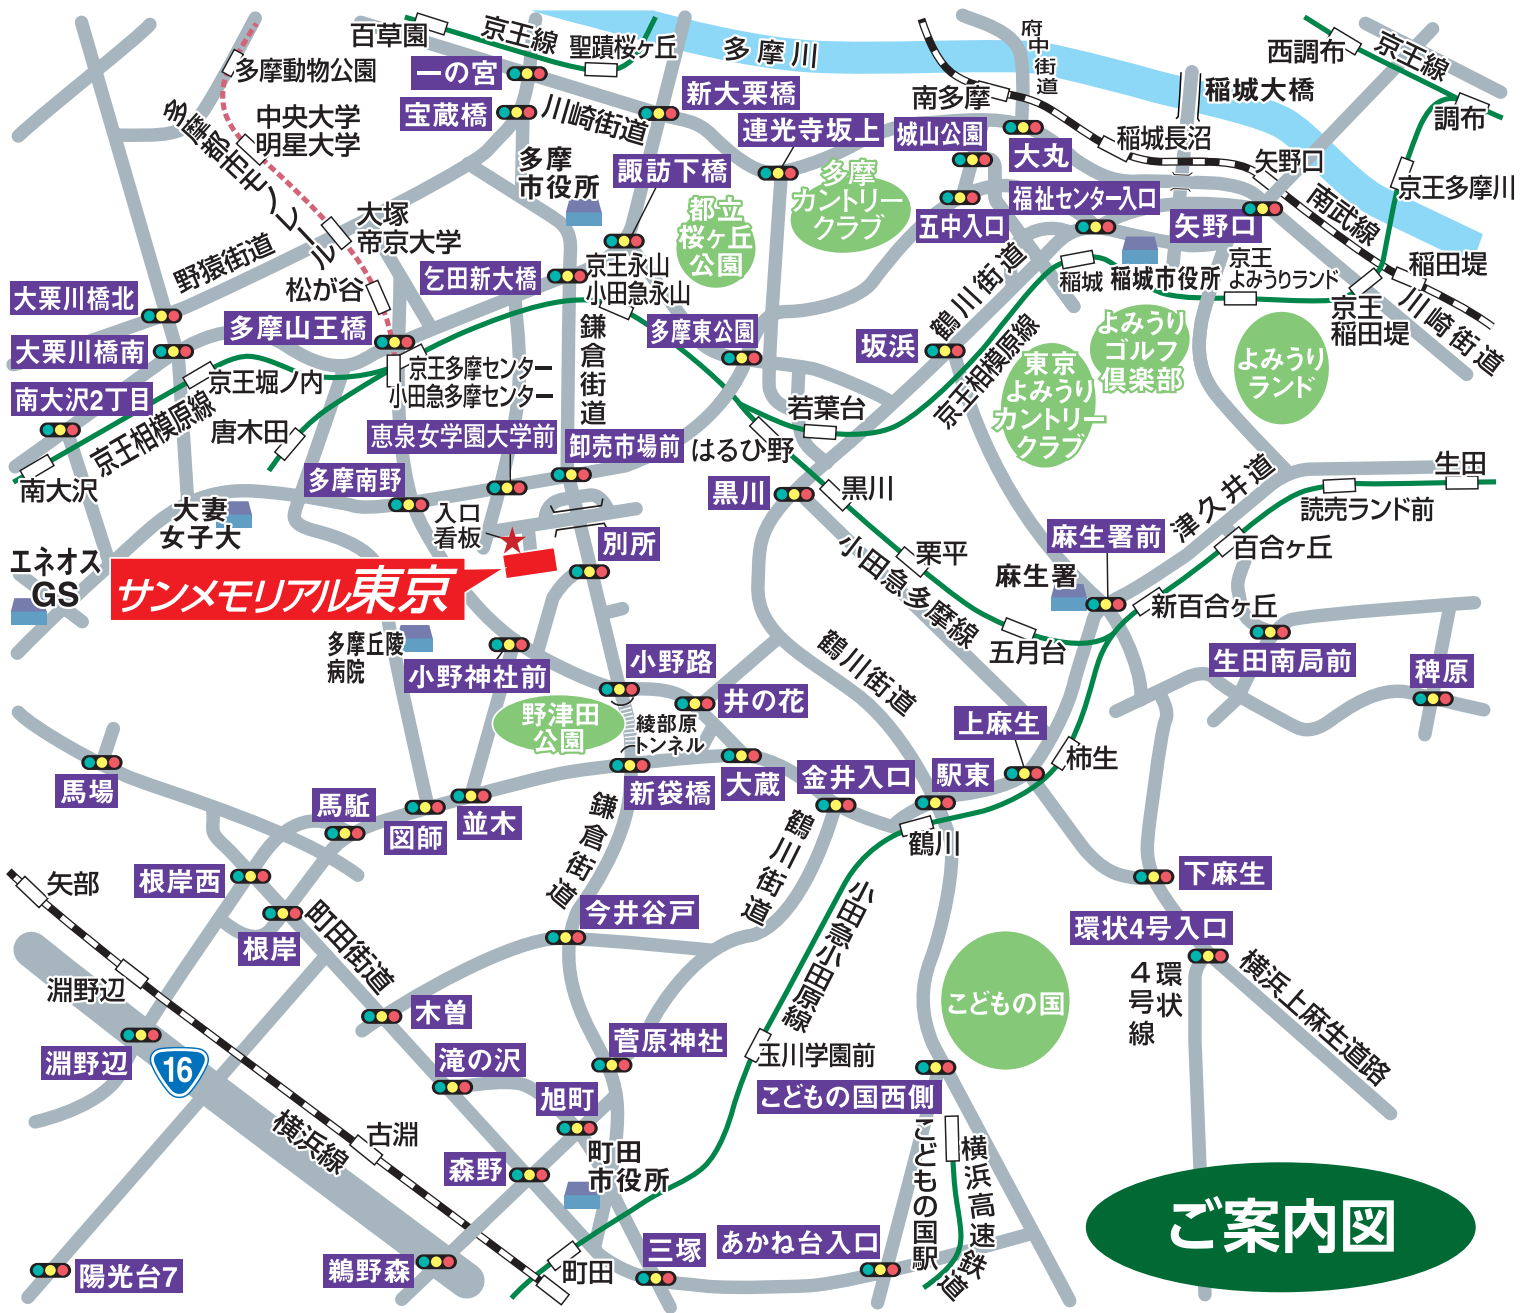 百草園
京王線
聖蹟桜ヶ丘
多摩川
府中街道
西調布
京王線
調布
多摩動物公園
一の宮
宝蔵橋
川崎街道
新大栗橋
連光寺坂上
城山公園
南多摩
大丸
稲城長沼
稲城大橋
矢野口
京王多摩川
中央大学
明星大学
多摩都市モノレール
多摩
市役所
諏訪下橋
多摩
カントリー
クラブ
都立
桜ヶ丘
公園
五中入口
福祉センター入口
矢野口
南武線
稲田堤
大塚
帝京大学
野猿街道
松が谷
乞田新大橋
京王永山
小田急永山
鶴川街道
稲城
稲城市役所
京王
よみうりランド
京王
稲田堤
川崎街道
大栗川橋北
大栗川橋南
多摩山王橋
鎌倉街道
多摩東公園
坂浜
京王相模原線
よみうり
ゴルフ
倶楽部
東京
よみうり
カントリー
クラブ
よみうり
ランド
南大沢2丁目
京王堀ノ内
京王多摩センター
小田急多摩センター
京王相模原線
唐木田
南大沢
恵泉女学園大学前
卸売市場前
若葉台
はるひ野
多摩南野
黒川
黒川
津久井道
生田
読売ランド前
百合ヶ丘
大妻
女子大
入口
看板
別所
エネオス
GS
サンメモリアル東京
小田急多摩線
栗平
麻生署前
麻生署
新百合ヶ丘
五月台
生田南局前
稗原
多摩丘陵
病院
小野神社前
小野路
井の花
鶴川街道
野津田
公園
綾部原
トンネル
上麻生
柿生
馬場
馬駈
図師
並木
新袋橋
大蔵
金井入口
駅東
鶴川
鎌倉街道
鶴川街道
下麻生
矢部
根岸西
根岸
町田街道
今井谷戸
小田急小田原線
環状4号入口
環状
4号線
横浜上麻生道路
こどもの国
淵野辺
淵野辺
16
木曽
菅原神社
滝の沢
旭町
玉川学園前
こどもの国西側
横浜線
古淵
森野
町田
市役所
こどもの国駅
横浜高速鉄道
陽光台7
鵜野森
町田
三塚
あかね台入口
ご案内図